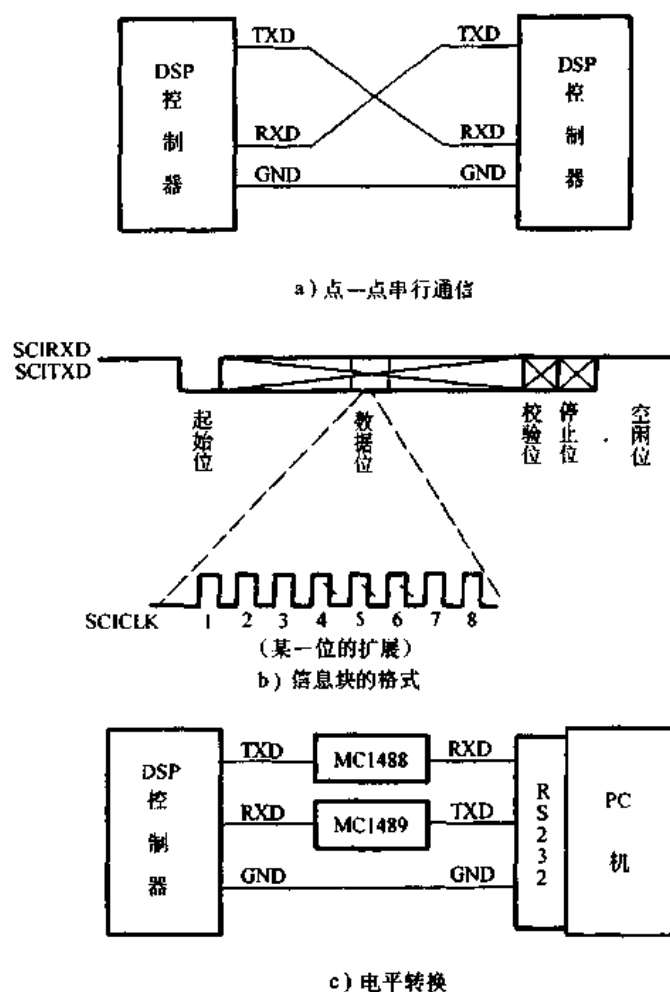 TXD TXD
DSP
控
制
器
DSP
控
制
器
RXD RXD
GND GND
a)点—点串行通信
SCIRXD
SCITXD
起始位
数据位
校验位
停止位
空闲位
SCICLK 1 2 3 4 5 6 7 8
(某一位的扩展)
b)信息块的格式
DSP
控
制
器
TXD MC1488 RXD
RXD MC1489 TXD
GND GND
RS232
PC
机
c)电平转换